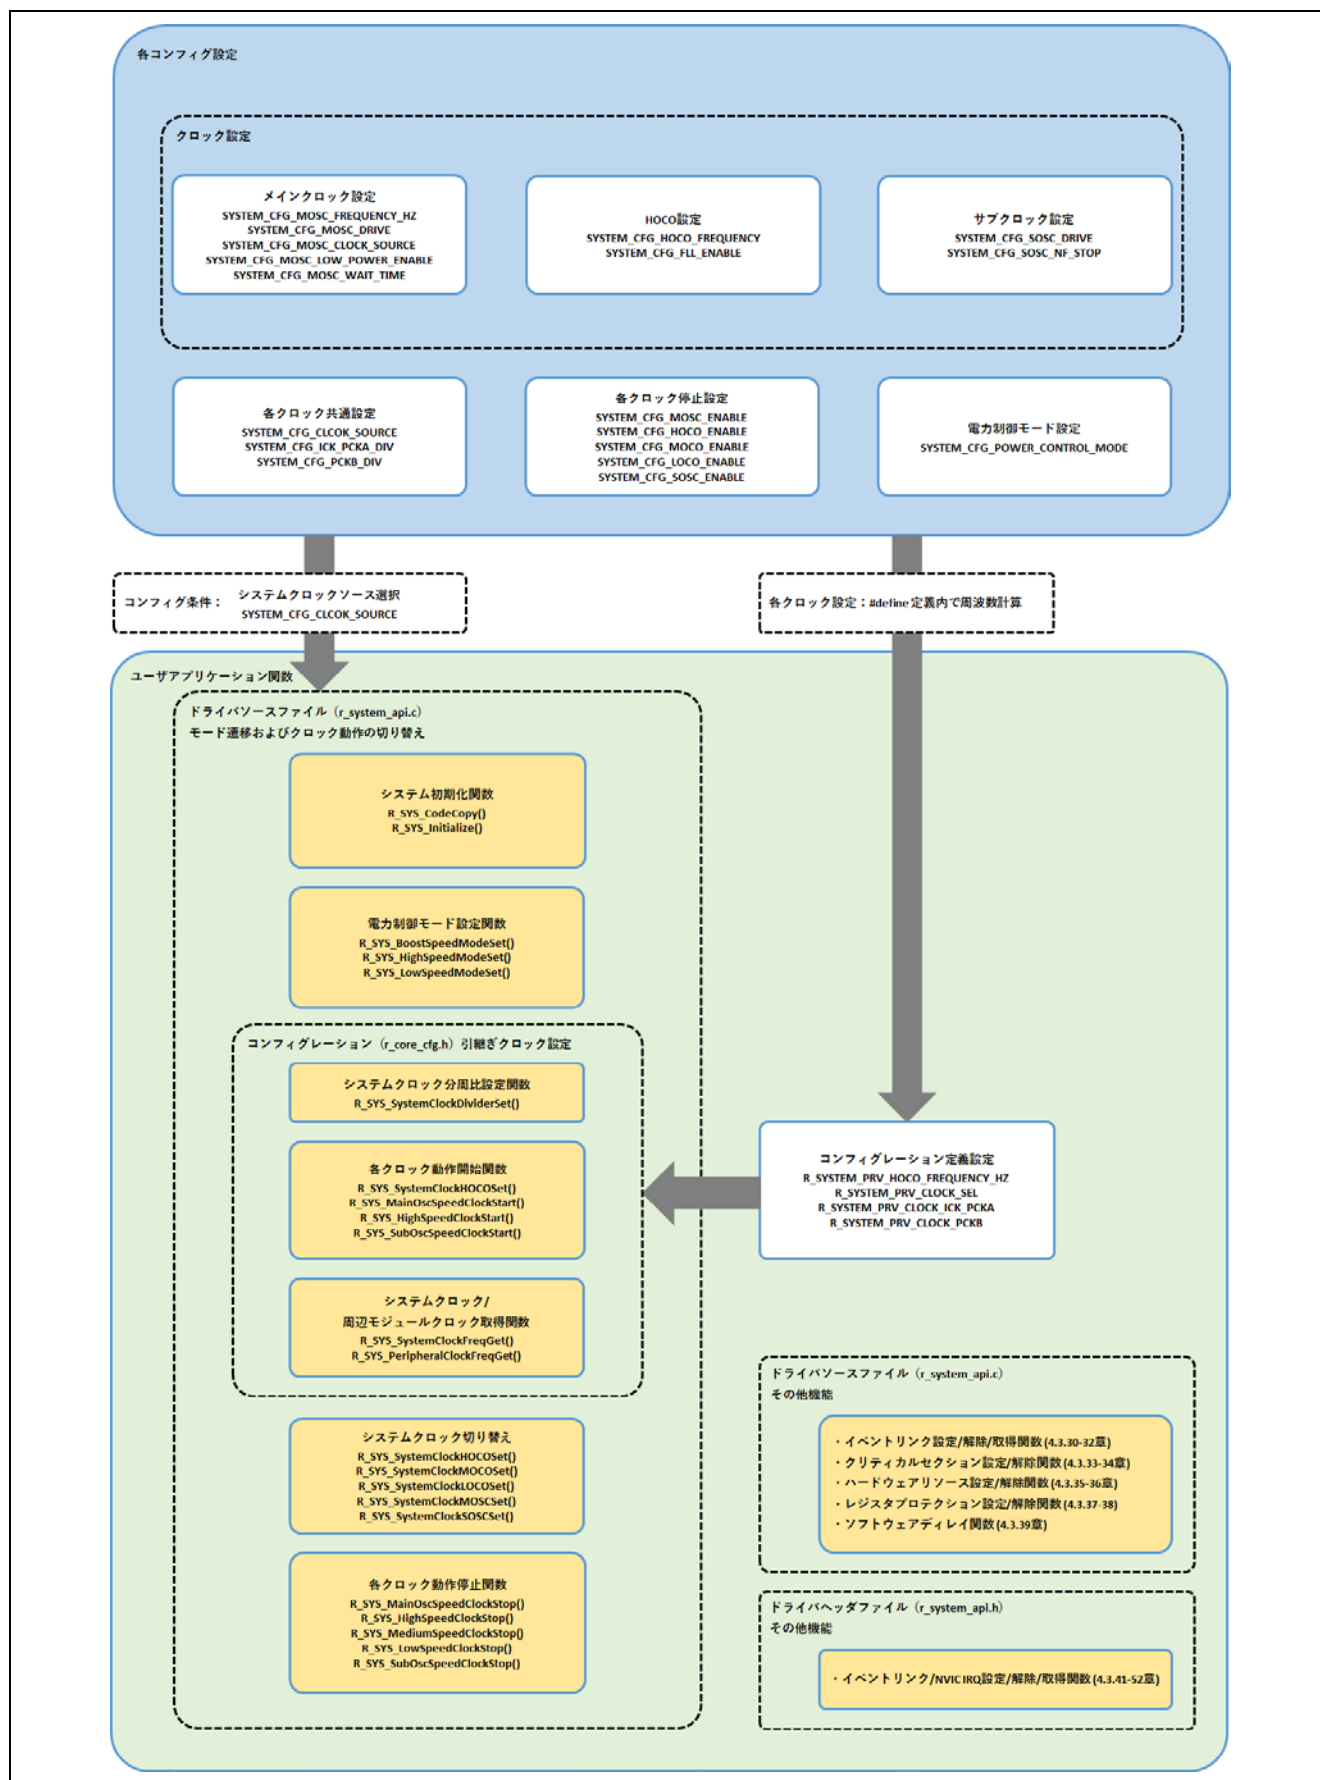 各コンフィグ設定
クロック設定
メインクロック設定
SYSTEM_CFG_MOSC_FREQUENCY_HZ
SYSTEM_CFG_MOSC_DRIVE
SYSTEM_CFG_MOSC_CLOCK_SOURCE
SYSTEM_CFG_MOSC_LOW_POWER_ENABLE
SYSTEM_CFG_MOSC_WAIT_TIME
HOCO設定
SYSTEM_CFG_HOCO_FREQUENCY
SYSTEM_CFG_FLL_ENABLE
サブクロック設定
SYSTEM_CFG_SOSC_DRIVE
SYSTEM_CFG_SOSC_NF_STOP
各クロック共通設定
SYSTEM_CFG_CLCOK_SOURCE
SYSTEM_CFG_ICK_PCKA_DIV
SYSTEM_CFG_PCKB_DIV
各クロック停止設定
SYSTEM_CFG_MOSC_ENABLE
SYSTEM_CFG_HOCO_ENABLE
SYSTEM_CFG_MOCO_ENABLE
SYSTEM_CFG_LOCO_ENABLE
SYSTEM_CFG_SOSC_ENABLE
電力制御モード設定
SYSTEM_CFG_POWER_CONTROL_MODE
コンフィグ条件： システムクロックソース選択
SYSTEM_CFG_CLCOK_SOURCE
各クロック設定：#define 定義内で周波数計算
ユーザアプリケーション関数
ドライバソースファイル（r_system_api.c）
モード遷移およびクロック動作の切り替え
システム初期化関数
R_SYS_CodeCopy()
R_SYS_Initialize()
電力制御モード設定関数
R_SYS_BoostSpeedModeSet()
R_SYS_HighSpeedModeSet()
R_SYS_LowSpeedModeSet()
コンフィグレーション（r_core_cfg.h）引継ぎクロック設定
システムクロック分周比設定関数
R_SYS_SystemClockDividerSet()
各クロック動作開始関数
R_SYS_SystemClockHOCOSet()
R_SYS_MainOscSpeedClockStart()
R_SYS_HighSpeedClockStart()
R_SYS_SubOscSpeedClockStart()
システムクロック/
周辺モジュールクロック取得関数
R_SYS_SystemClockFreqGet()
R_SYS_PeripheralClockFreqGet()
コンフィグレーション定義設定
R_SYSTEM_PRV_HOCO_FREQUENCY_HZ
R_SYSTEM_PRV_CLOCK_SEL
R_SYSTEM_PRV_CLOCK_ICK_PCKA
R_SYSTEM_PRV_CLOCK_PCKB
システムクロック切り替え
R_SYS_SystemClockHOCOSet()
R_SYS_SystemClockMOCOSet()
R_SYS_SystemClockLOCOSet()
R_SYS_SystemClockMOSCSet()
R_SYS_SystemClockSOSCSet()
各クロック動作停止関数
R_SYS_MainOscSpeedClockStop()
R_SYS_HighSpeedClockStop()
R_SYS_MediumSpeedClockStop()
R_SYS_LowSpeedClockStop()
R_SYS_SubOscSpeedClockStop()
ドライバソースファイル（r_system_api.c）
その他機能
・イベントリンク設定/解除/取得関数 (4.3.30-32章)
・クリティカルセクション設定/解除関数 (4.3.33-34章)
・ハードウェアリソース設定/解除関数 (4.3.35-36章)
・レジスタプロテクション設定/解除関数 (4.3.37-38)
・ソフトウェアディレイ関数 (4.3.39章)
ドライバヘッダファイル（r_system_api.h）
その他機能
・イベントリンク/NVIC IRQ設定/解除/取得関数 (4.3.41-52章)